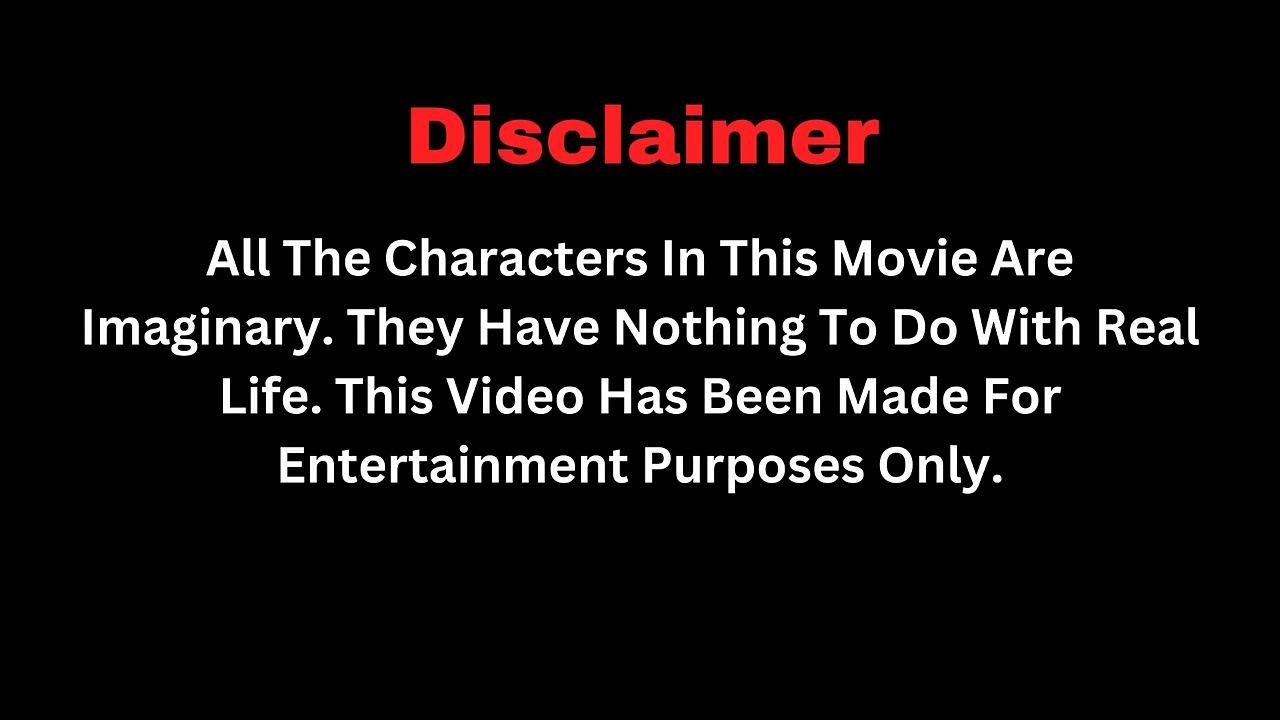 Disclaimer
All The Characters In This Movie Are
Imaginary. They Have Nothing To Do With Real
Life. This Video Has Been Made For
Entertainment Purposes Only.